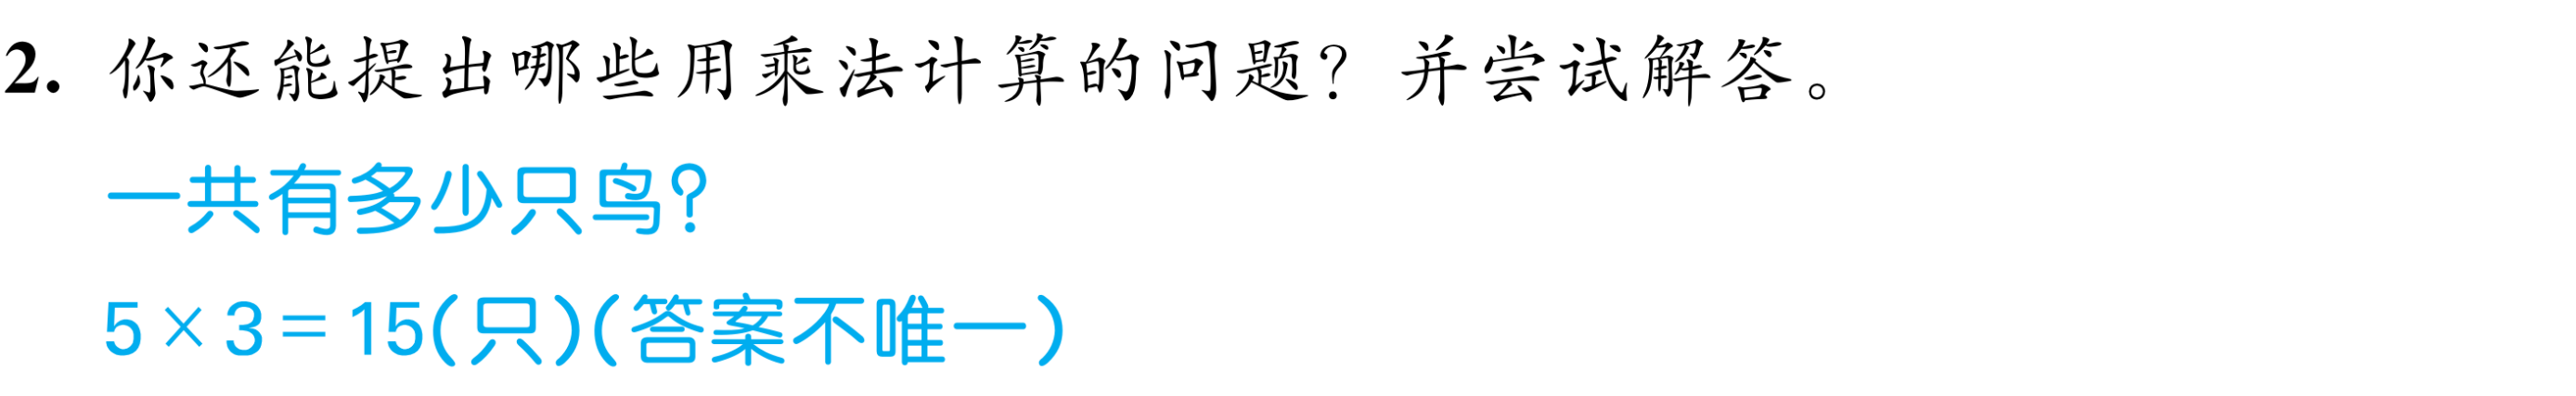 2. 你还能提出哪些用乘法计算的问题？并尝试解答。
一共有多少只鸟？
5×3=15(只)(答案不唯一)